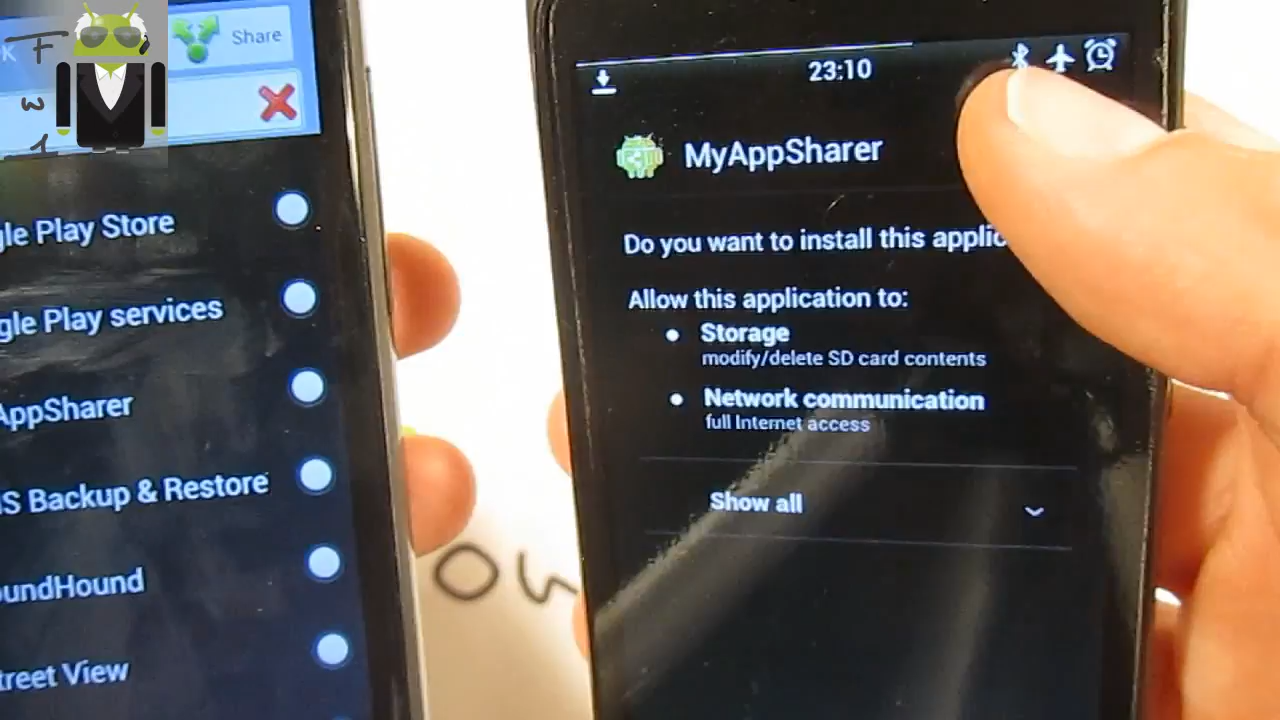 K
Share
gle Play Store
gle Play services
AppSharer
S Backup & Restore
oundHound
treet View
F
w
1
23:10
MyAppSharer
Do you want to install this applic
Allow this application to:
Storage
modify/delete SD card contents
Network communication
full Internet access
Show all